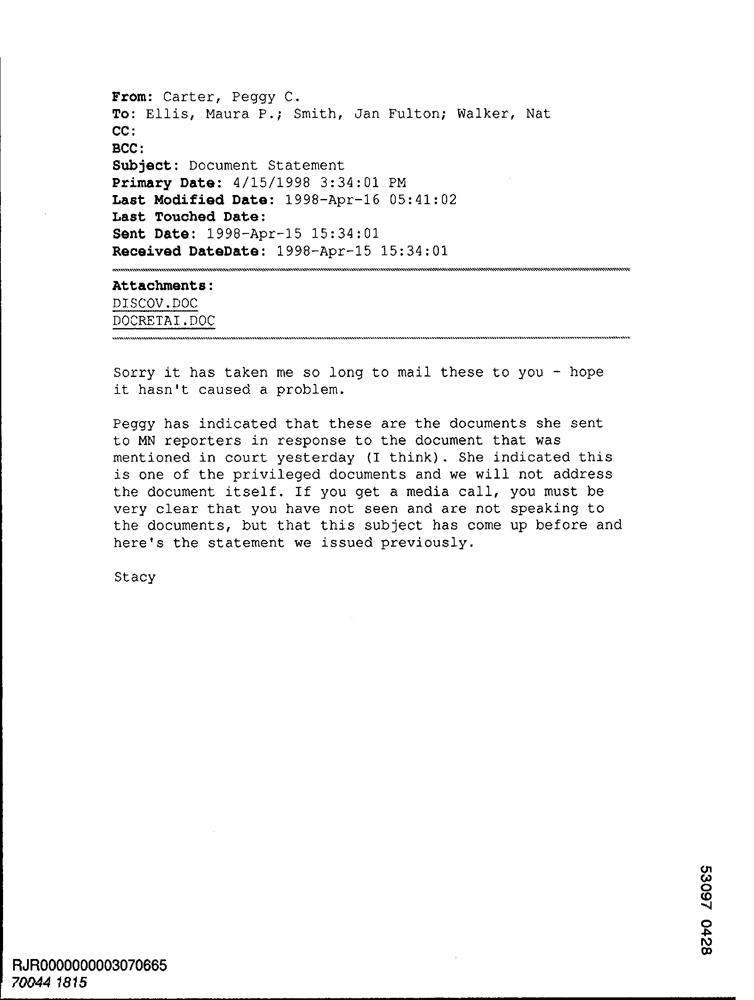 From: Carter, Peggy C.
To: Ellis, Maura P.; Smith, Jan Fulton; Walker, Nat
CC:
BCC:
Subject: Document Statement
Primary Date: 4/15/1998 3:34:01 PM
Last Modified Date: 1998-Apr-16 05:41:02
Last Touched Date:
Sent Date: 1998-Apr-15 15:34:01
Received DateDate: 1998-Apr-15 15:34:01
Attachments:
DISCOV.DOC
DOCRETAI.DOC
Sorry it has taken me so long to mail these to you - hope
it hasn't caused a problem.
Peggy has indicated that these are the documents she sent
to MN reporters in response to the document that was
mentioned in court yesterday (I think). She indicated this
is one of the privileged documents and we will not address
the document itself. If you get a media call, you must be
very clear that you have not seen and are not speaking to
the documents, but that this subject has come up before and
here's the statement we issued previously.
Stacy
53097 0428
RJR0000000003070665
70044 1815